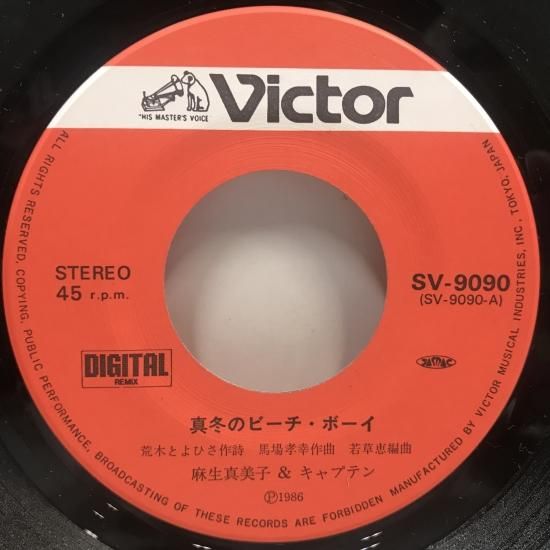 Victor
"HIS MASTER'S VOICE"
STEREO
45 r.p.m.
SV-9090
(SV-9090-A)
DIGITAL
REMIX
JASRAC
真冬のビーチ・ボーイ
荒木とよひさ作詩 馬場孝幸作曲 若草恵編曲
麻生真美子 & キャプテン
Ⓟ1986
ALL RIGHTS RESERVED. COPYING, PUBLIC PERFORMANCE, BROADCASTING OF THESE RECORDS ARE FORBIDDEN MANUFACTURED BY VICTOR MUSICAL INDUSTRIES, INC., TOKYO, JAPAN